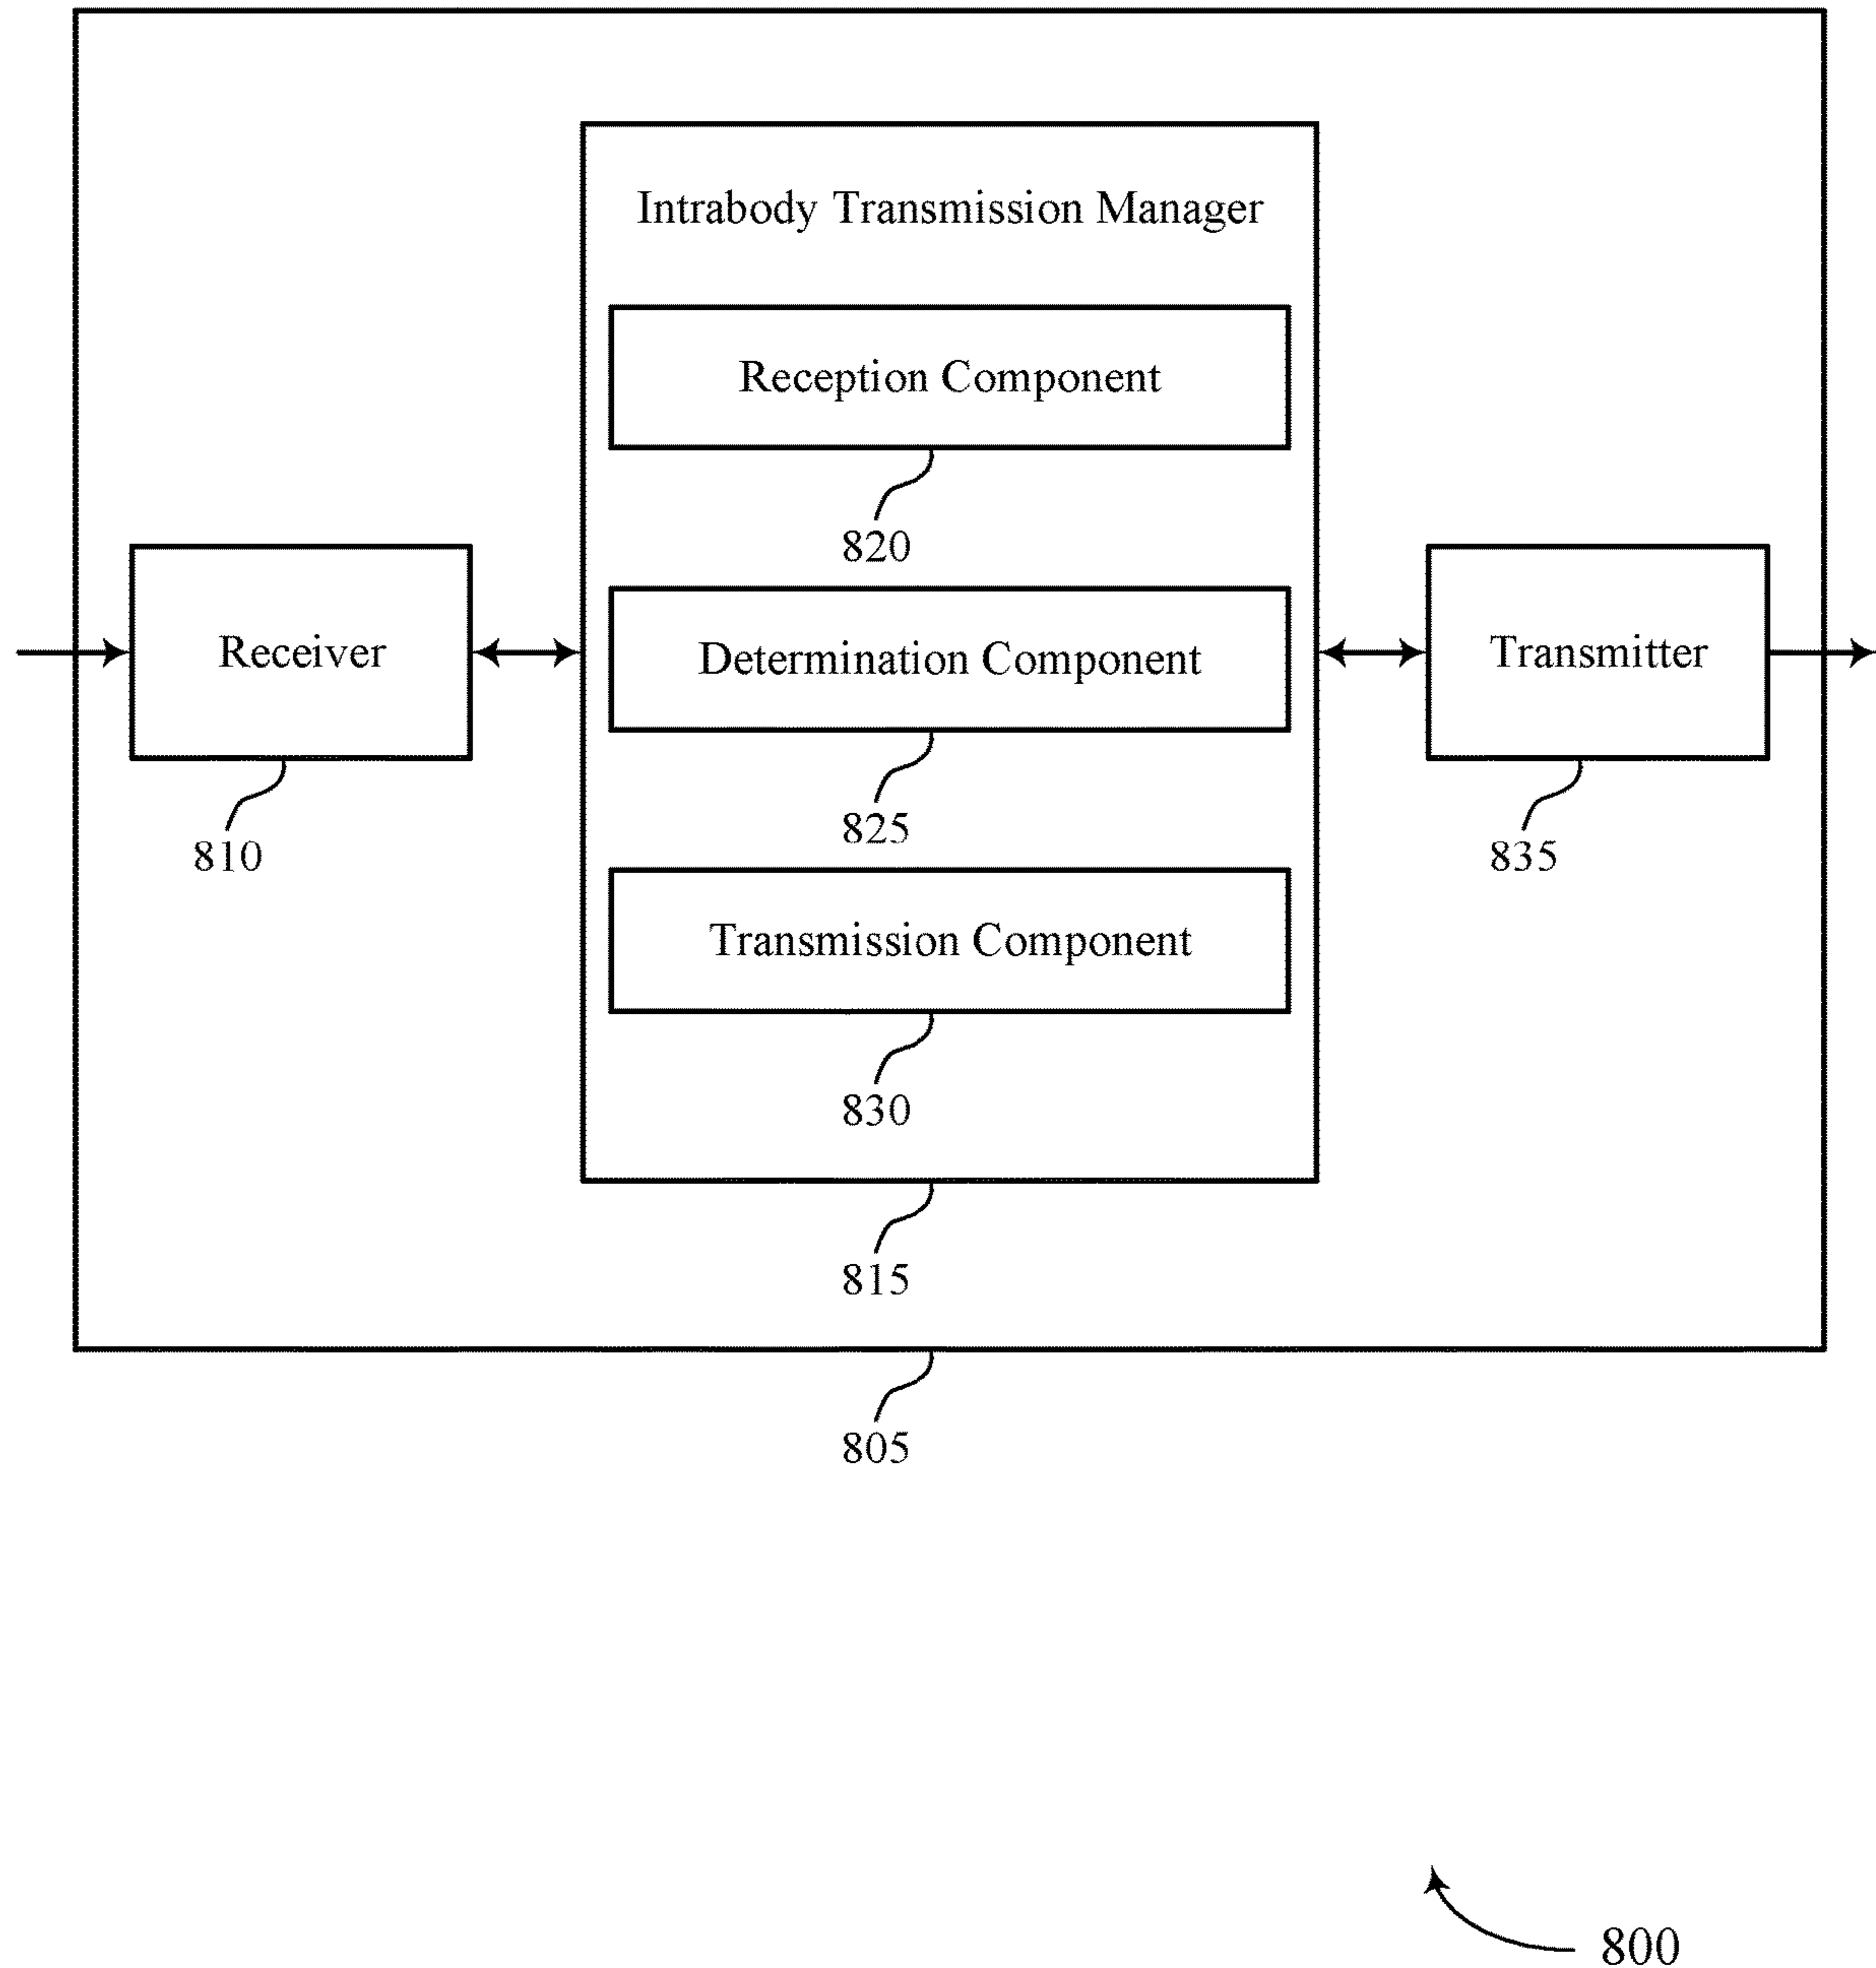 Intrabody Transmission Manager
Reception Component
820
Receiver
810
Determination Component
825
Transmitter
835
Transmission Component
830
815
805
800